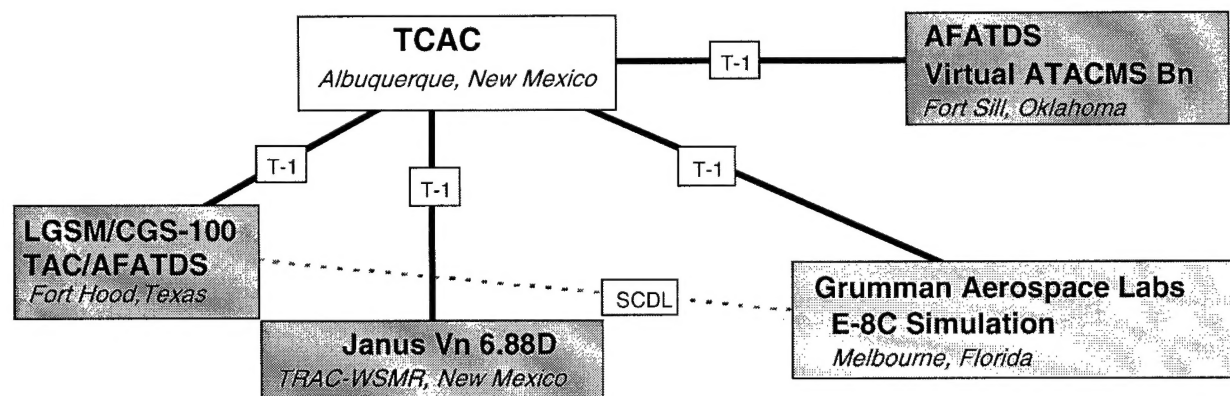 TCAC
Albuquerque, New Mexico
T-1
AFATDS
Virtual ATACMS Bn
Fort Sill, Oklahoma
T-1
T-1
T-1
LGSM/CGS-100
TAC/AFATDS
Fort Hood, Texas
SCDL
Grumman Aerospace Labs
E-8C Simulation
Melbourne, Florida
Janus Vn 6.88D
TRAC-WSMR, New Mexico